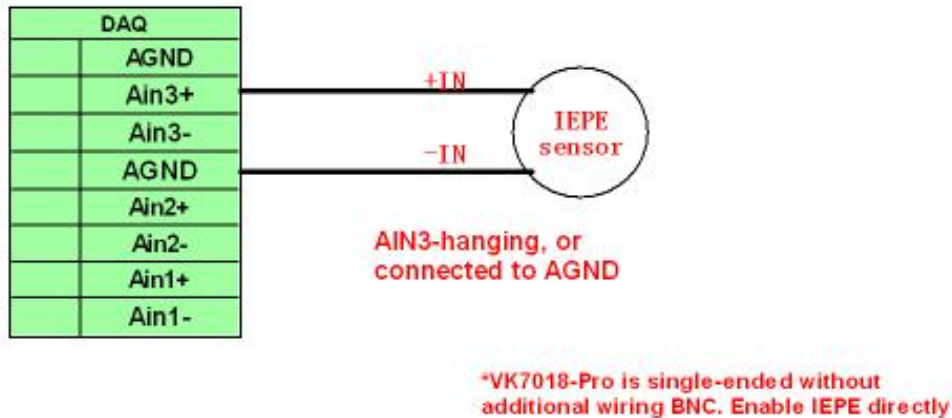 DAQ
AGND
Ain3+
Ain3-
AGND
Ain2+
Ain2-
Ain1+
Ain1-
+IN
-IN
IEPE
sensor
AIN3-hanging, or
connected to AGND
*VK7018-Pro is single-ended without
additional wiring BNC. Enable IEPE directly